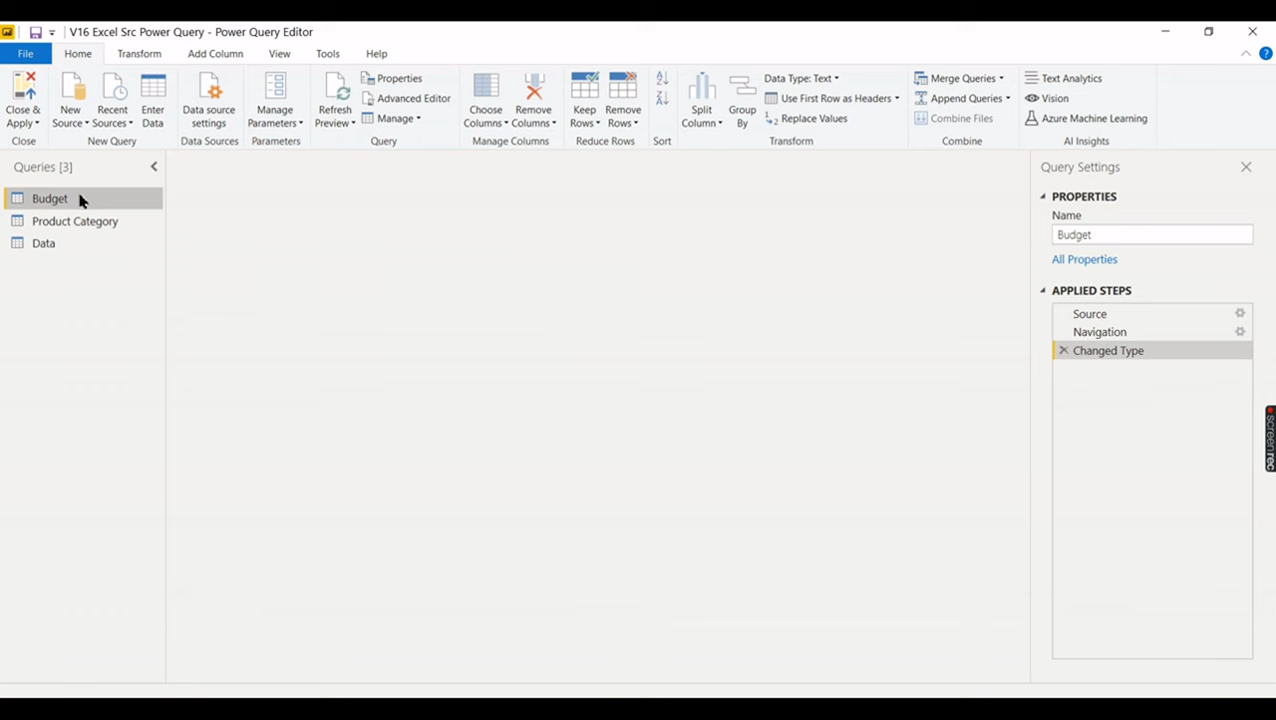 V16 Excel Src Power Query - Power Query Editor
File Home Transform Add Column View Tools Help
Close & Apply
New Source
Recent Sources
Enter Data
Data source settings
Manage Parameters
Refresh Preview
Properties
Advanced Editor
Manage
Choose Columns
Remove Columns
Keep Rows
Remove Rows
Split Column
Group By
Data Type: Text
Use First Row as Headers
Replace Values
Merge Queries
Append Queries
Combine Files
Text Analytics
Vision
Azure Machine Learning
Close New Query Data Sources Parameters Query Manage Columns Reduce Rows Sort Transform Combine AI Insights
Queries [3]
Budget
Product Category
Data
Query Settings
PROPERTIES
Name
Budget
All Properties
APPLIED STEPS
Source
Navigation
Changed Type
screenrec